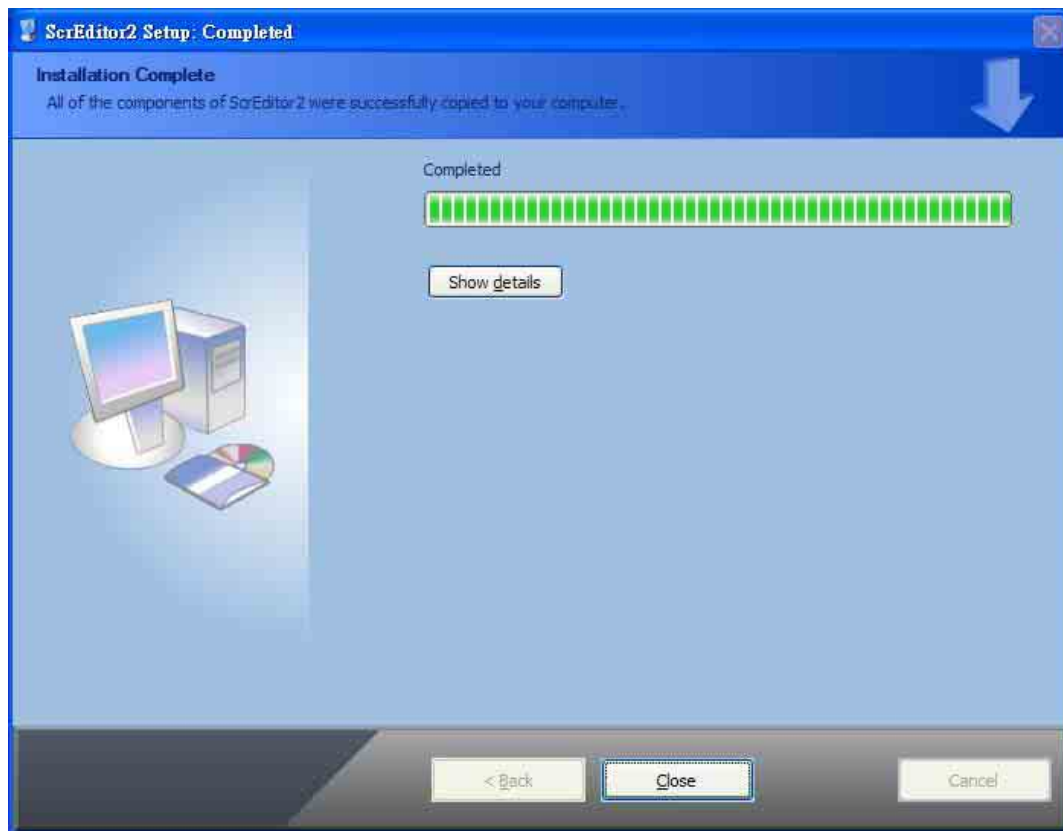 ScrEditor2 Setup: Completed
Installation Complete
All of the components of ScrEditor2 were successfully copied to your computer.
Completed
Show details
< Back
Close
Cancel